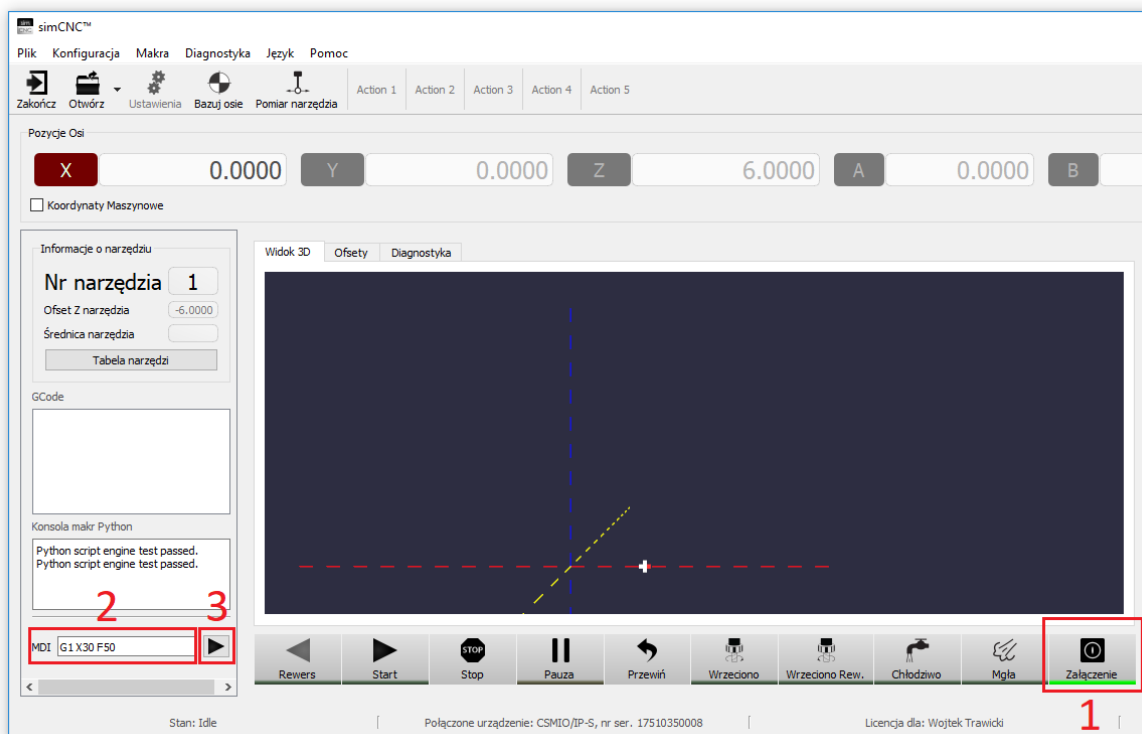 simCNC™
Plik Konfiguracja Makra Diagnostyka Język Pomoc
Zakończ Otwórz Ustawienia Bazuj osie Pomiar narzędzia Action 1 Action 2 Action 3 Action 4 Action 5
Pozycje Osi
X 0.0000 Y 0.0000 Z 6.0000 A 0.0000 B
Koordynaty Maszynowe
Informacje o narzędziu
Nr narzędzia 1
Ofset Z narzędzia -6.0000
Średnica narzędzia
Tabela narzędzi
GCode
Konsola makr Python
Python script engine test passed.
Python script engine test passed.
2 3
MDI G1 X30 F50
Widok 3D Ofsety Diagnostyka
STOP
Rewers Start Stop Pauza Przewiń Wrzeciono Wrzeciono Rew. Chłodziwo Mgła Załączenie
1
Stan: Idle Połączone urządzenie: CSMIO/IP-S, nr ser. 17510350008 Licencja dla: Wojtek Trawicki